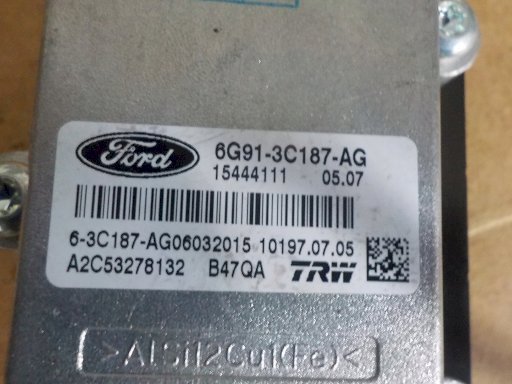 Ford 6G91-3C187-AG
15444111 05.07
6-3C187-AG06032015 10197.07.05
A2C53278132 B47QA TRW
>AlSi12Cu1(Fe)<